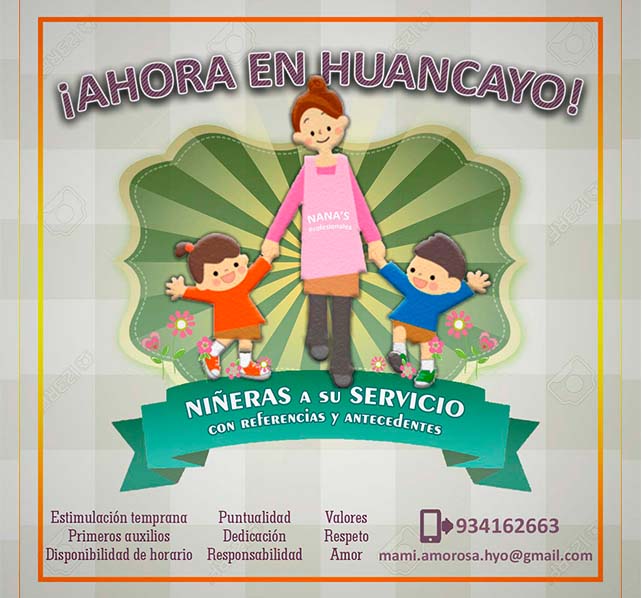 ¡AHORA EN HUANCAYO!
NANA'S
profesionales
NIÑERAS A SU SERVICIO
CON REFERENCIAS Y ANTECEDENTES
Estimulación temprana
Primeros auxilios
Disponibilidad de horario
Puntualidad
Dedicación
Responsabilidad
Valores
Respeto
Amor
934162663
mami.amorosa.hyo@gmail.com